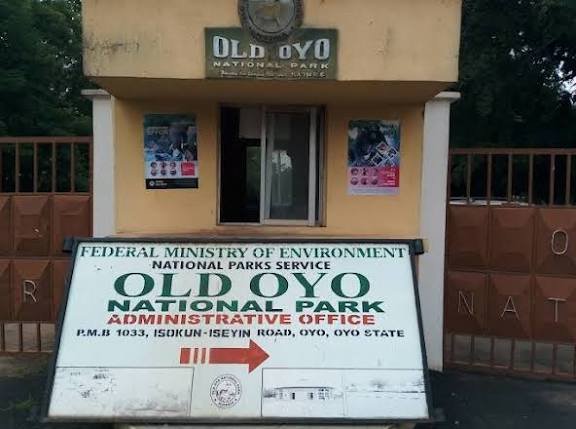 OLD OYO
NATIONAL PARK
FEDERAL MINISTRY OF ENVIRONMENT
NATIONAL PARKS SERVICE
OLD OYO
NATIONAL PARK
ADMINISTRATIVE OFFICE
P.M.B 1033, ISOKUN-ISEYIN ROAD, OYO, OYO STATE
R
O
NAT